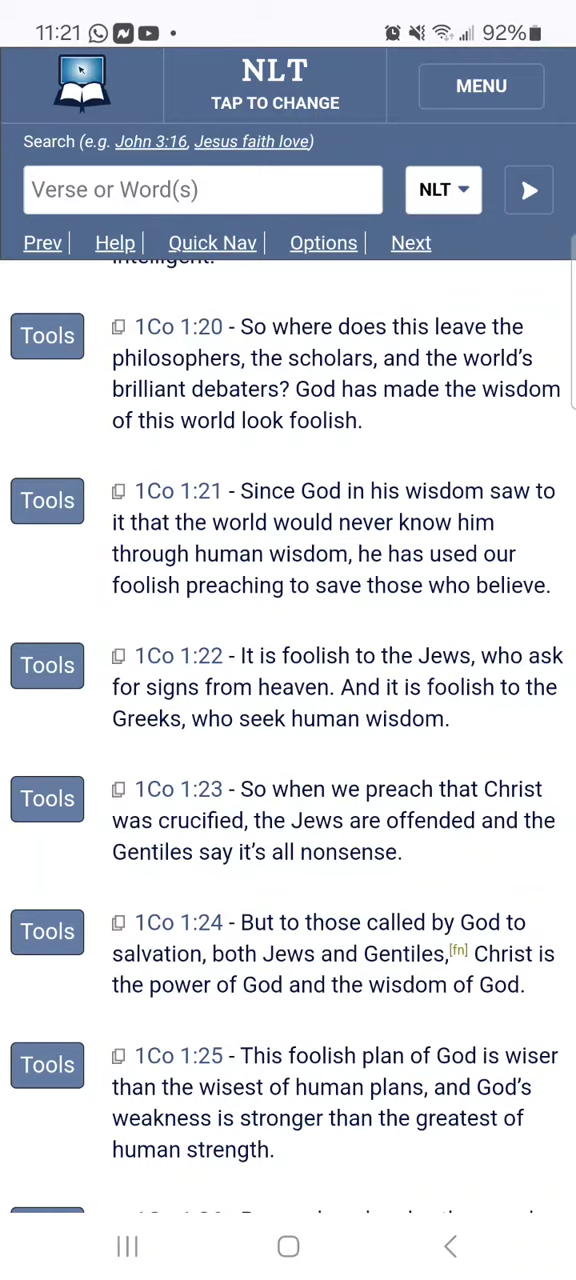 11:21 92%
NLT
TAP TO CHANGE
MENU
Search (e.g. John 3:16, Jesus faith love)
Verse or Word(s)
NLT
Prev Help Quick Nav Options Next
intelligent.
Tools
1Co 1:20 - So where does this leave the
philosophers, the scholars, and the world’s
brilliant debaters? God has made the wisdom
of this world look foolish.
Tools
1Co 1:21 - Since God in his wisdom saw to
it that the world would never know him
through human wisdom, he has used our
foolish preaching to save those who believe.
Tools
1Co 1:22 - It is foolish to the Jews, who ask
for signs from heaven. And it is foolish to the
Greeks, who seek human wisdom.
Tools
1Co 1:23 - So when we preach that Christ
was crucified, the Jews are offended and the
Gentiles say it’s all nonsense.
Tools
1Co 1:24 - But to those called by God to
salvation, both Jews and Gentiles,[fn] Christ is
the power of God and the wisdom of God.
Tools
1Co 1:25 - This foolish plan of God is wiser
than the wisest of human plans, and God’s
weakness is stronger than the greatest of
human strength.